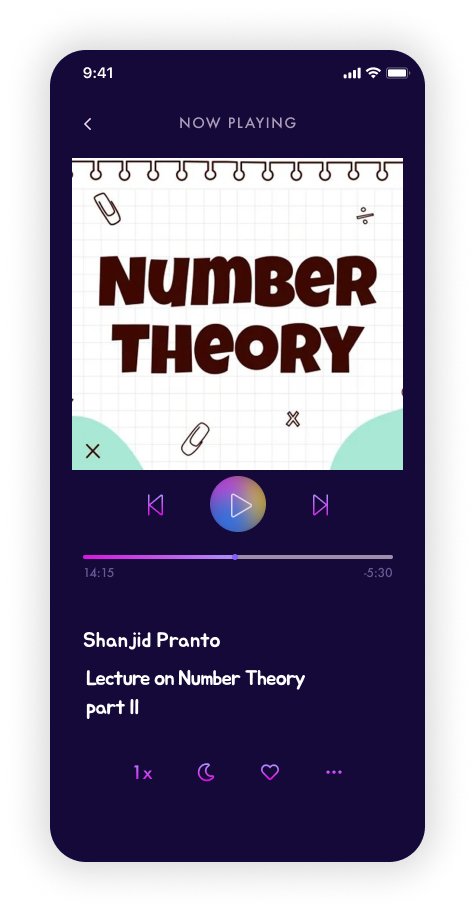 9:41
NOW PLAYING
NumBeR
THeoRY
14:15
-5:30
Shanjid Pranto
Lecture on Number Theory
part II
1x